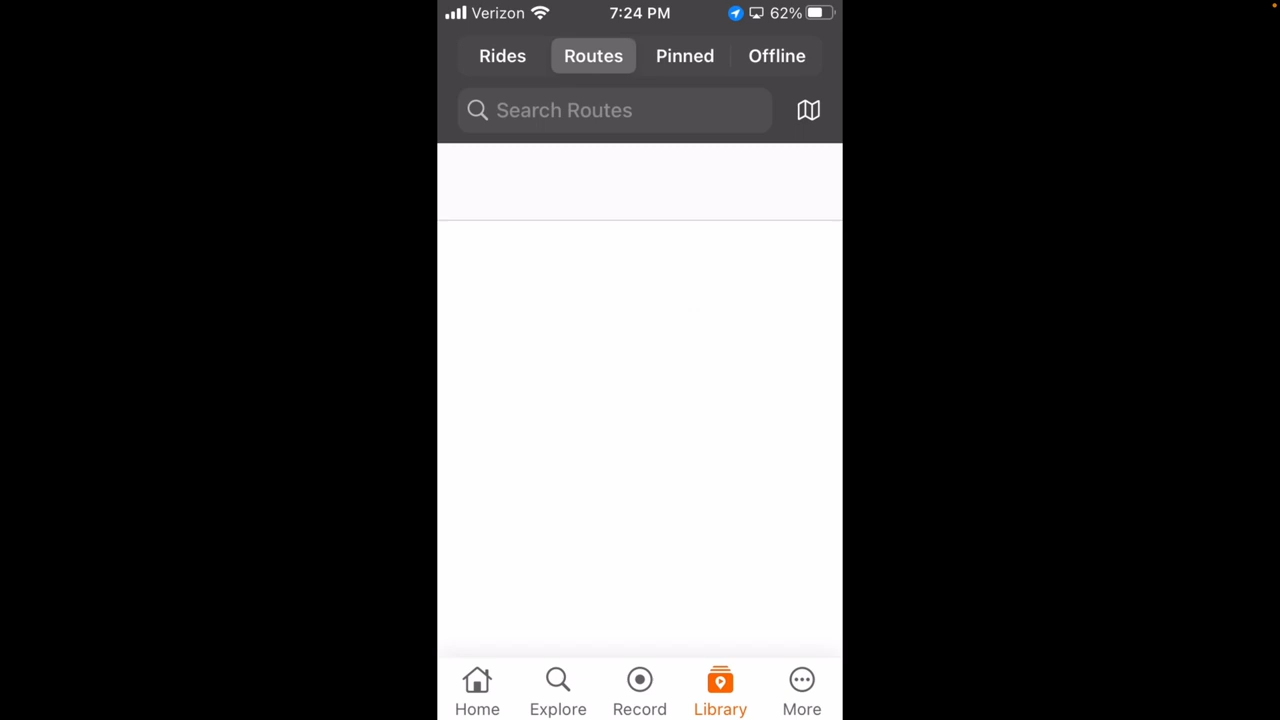 Verizon 7:24 PM 62%
Rides Routes Pinned Offline
Search Routes
Home Explore Record Library More